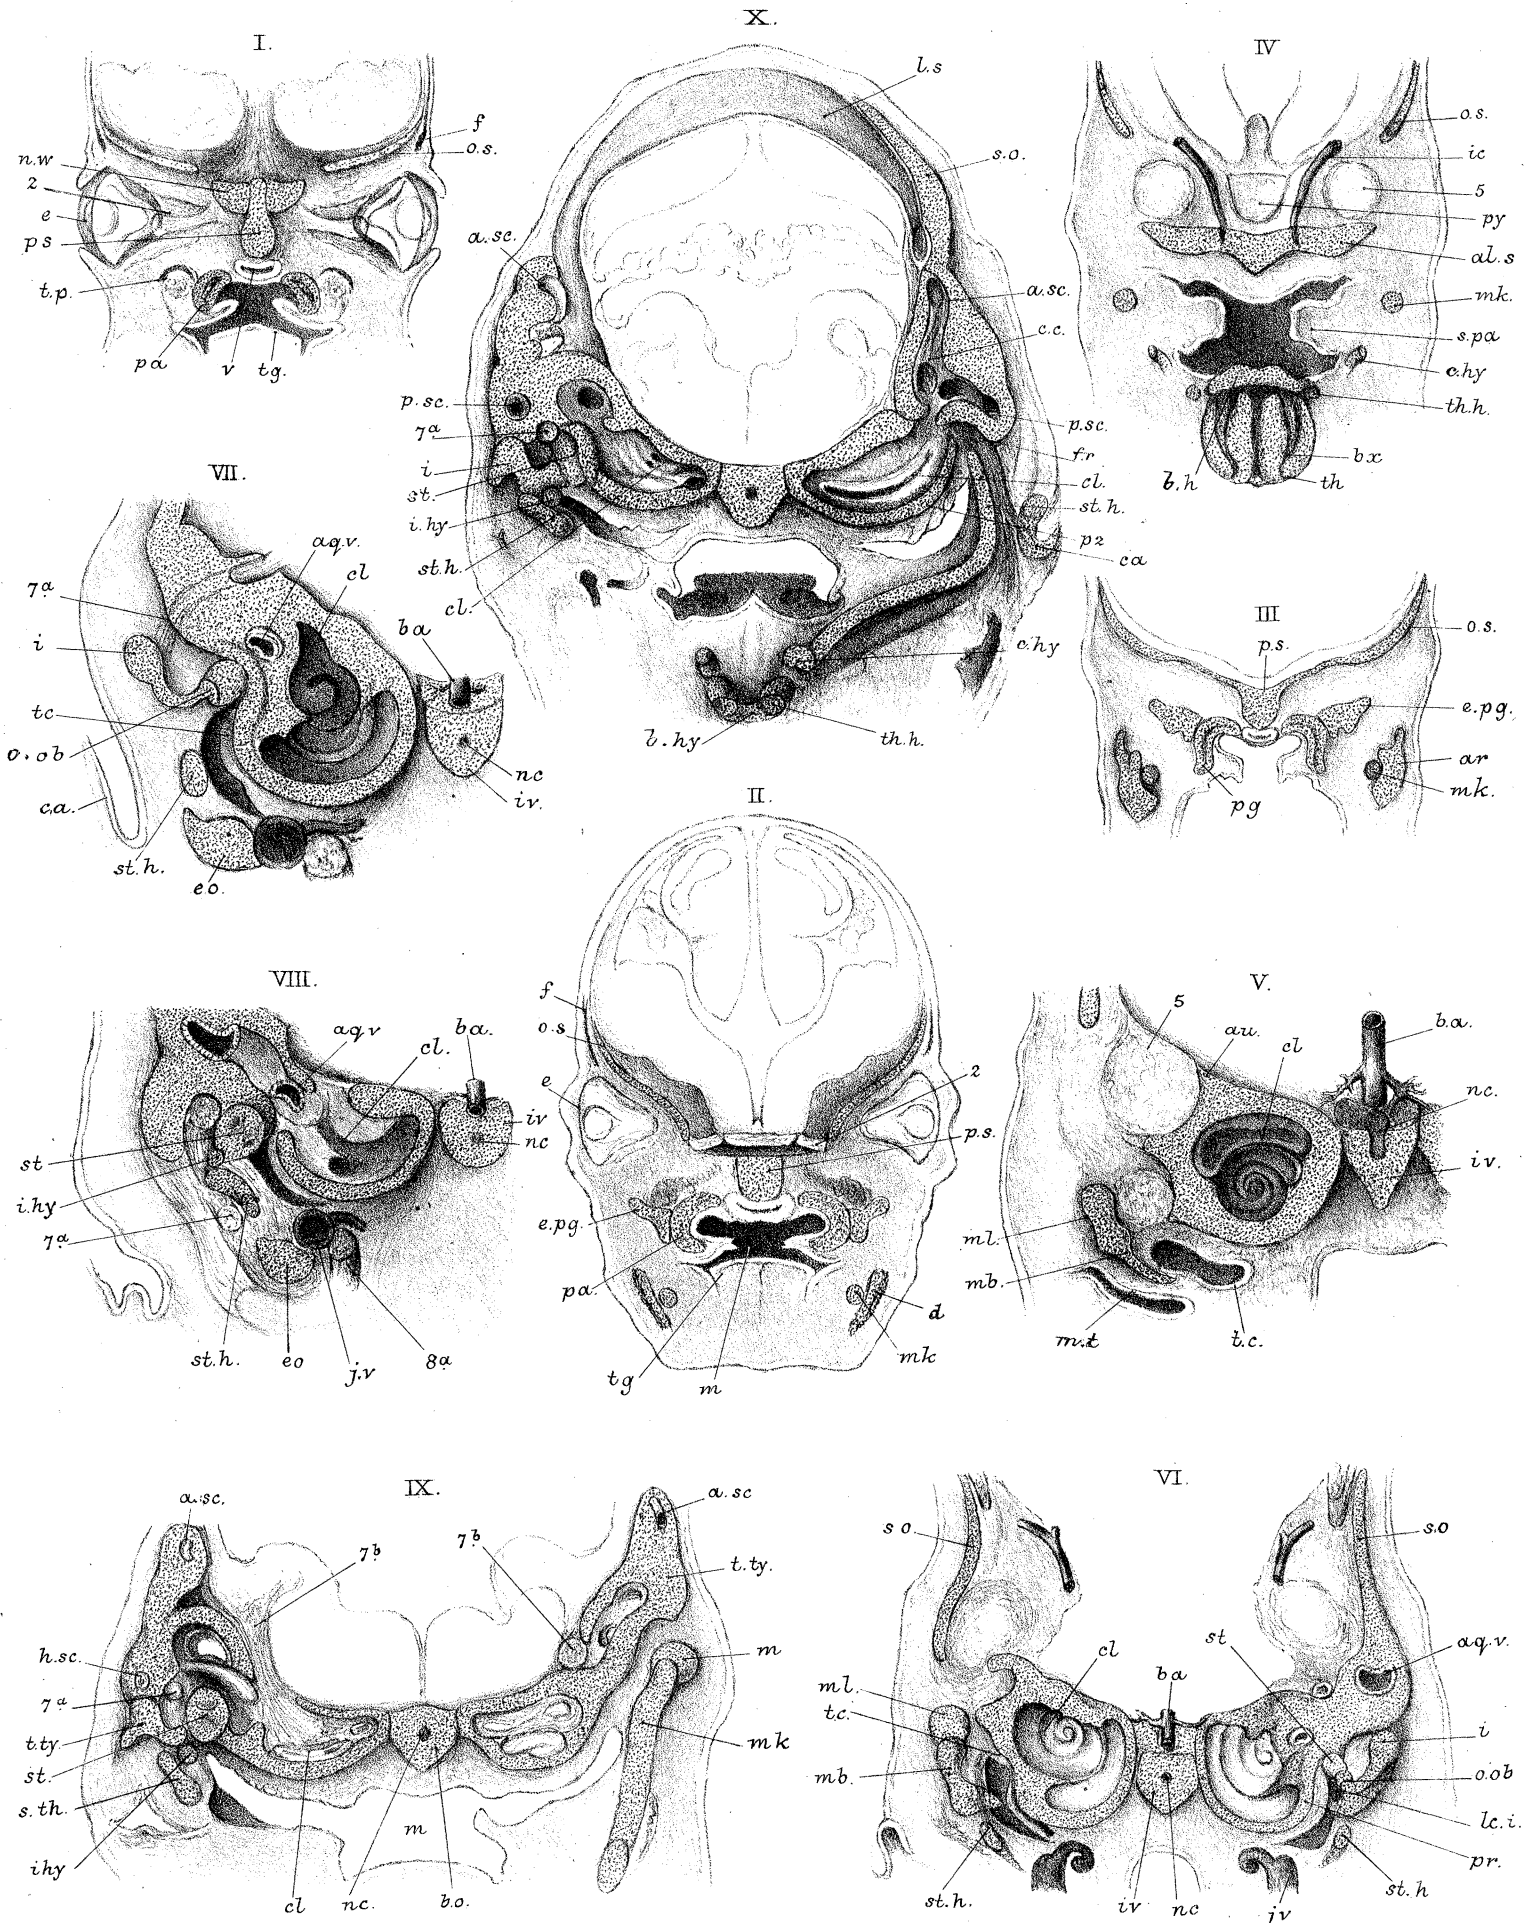 I.
f
o.s.
n.w
2
e
p s
t.p.
p a
v
tg.
X.
l.s
s.o.
a.sc.
a.sc.
c.c.
p.sc.
7a
i
st.
i.hy
st.h.
cl.
p.sc.
f.r
cl.
st.h.
p2
ca
c.hy
th.h.
b.hy
IV
o.s.
ic
5
py
al.s
mk.
s.pa
c.hy
th.h.
b x
th
b.h
VII.
aq.v.
cl
7a
i
tc
o.ob
c.a.
st.h.
eo.
ba
nc
iv.
III
p.s.
o.s.
e.pg.
ar
mk.
pg
II.
f
o.s
e
2
p.s.
e.pg.
pa.
d
mk
tg
m
VIII.
aq.v
cl.
ba.
iv
nc
st
i.hy
7a
st.h.
eo
j.v
8a
V.
5
au.
cl
b.a.
nc.
iv.
ml.
mb.
m.t
t.c.
IX.
a.sc.
7b
7b
a.sc
t.ty.
h.sc.
7a
t.ty
st.
s.th.
ihy
m
mk
m
cl
nc.
b.o.
VI.
s o
s.o
cl
ba
st
aq.v.
ml.
t.c.
mb.
i
o.ob
lc.i.
pr.
st.h.
iv
nc
jv
st.h